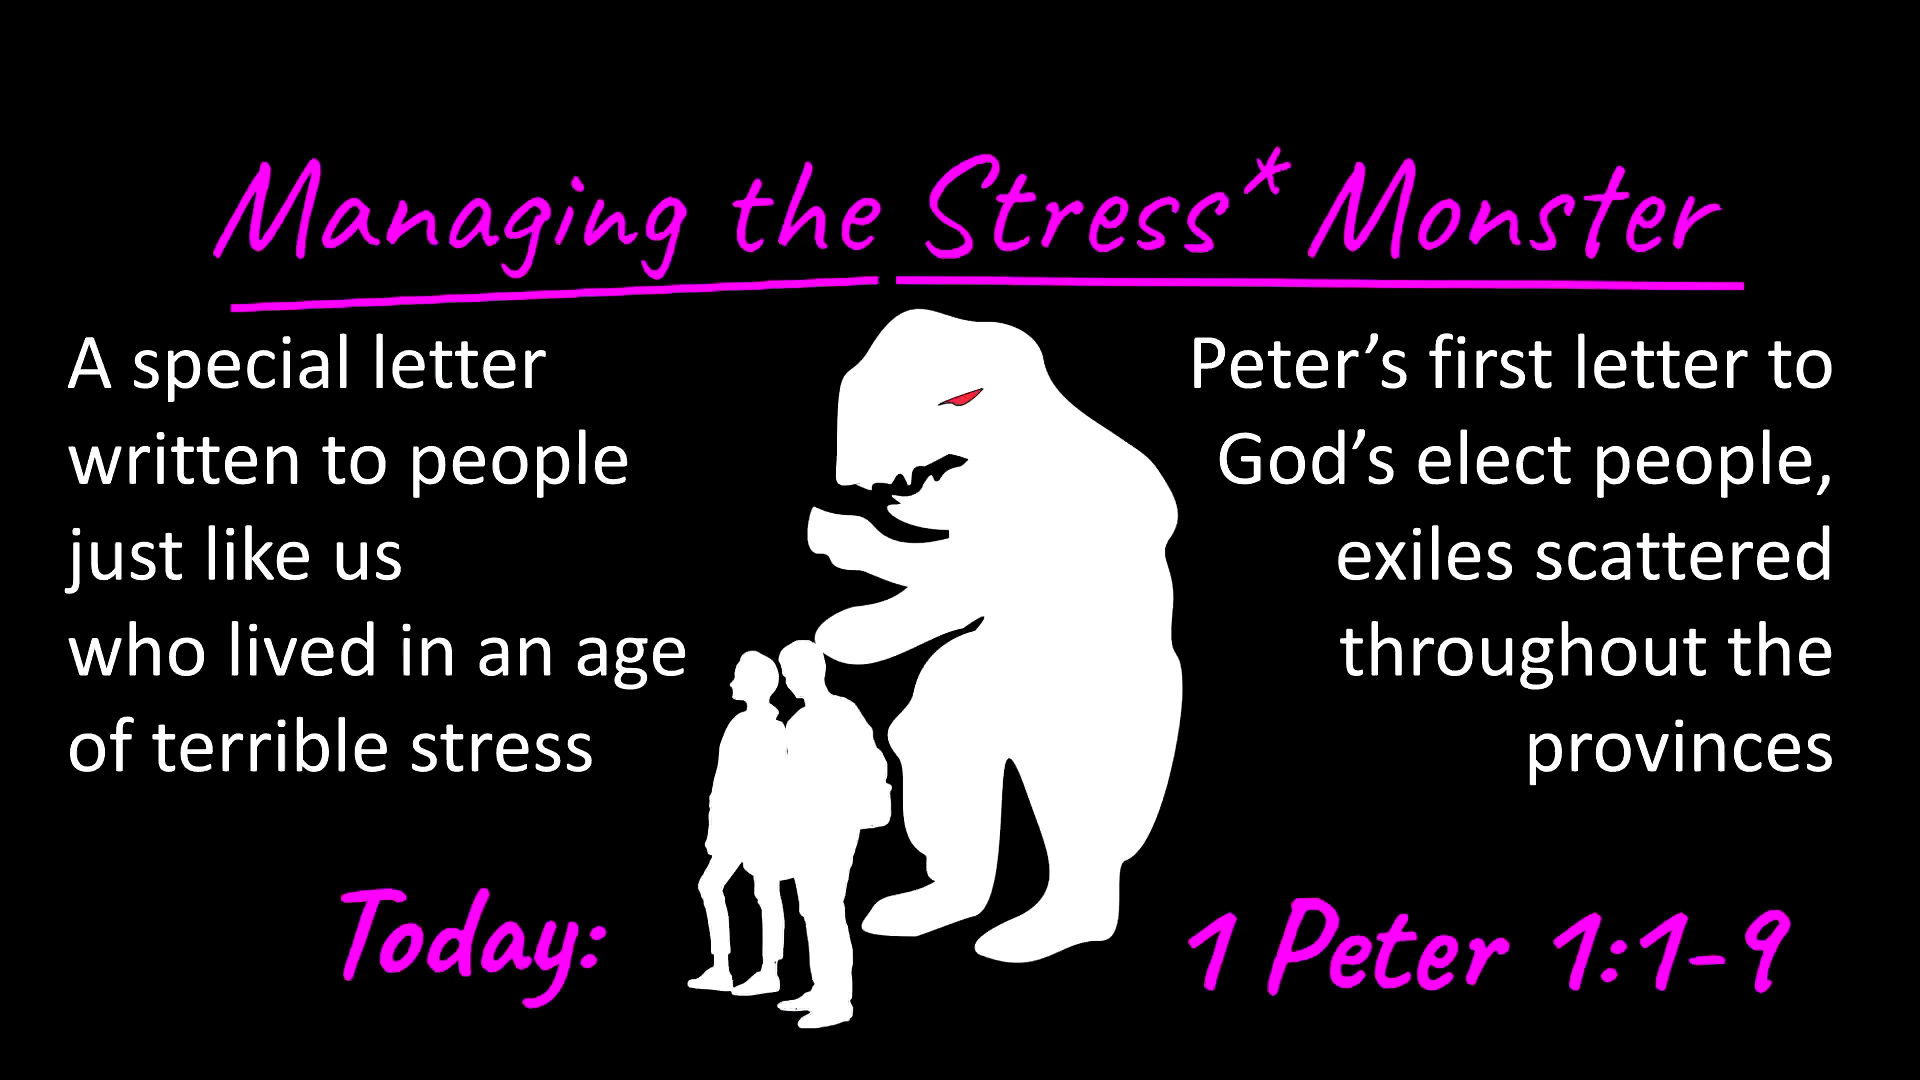 Managing the Stress* Monster
A special letter
written to people
just like us
who lived in an age
of terrible stress
Peter’s first letter to
God’s elect people,
exiles scattered
throughout the
provinces
Today:
1 Peter 1:1-9